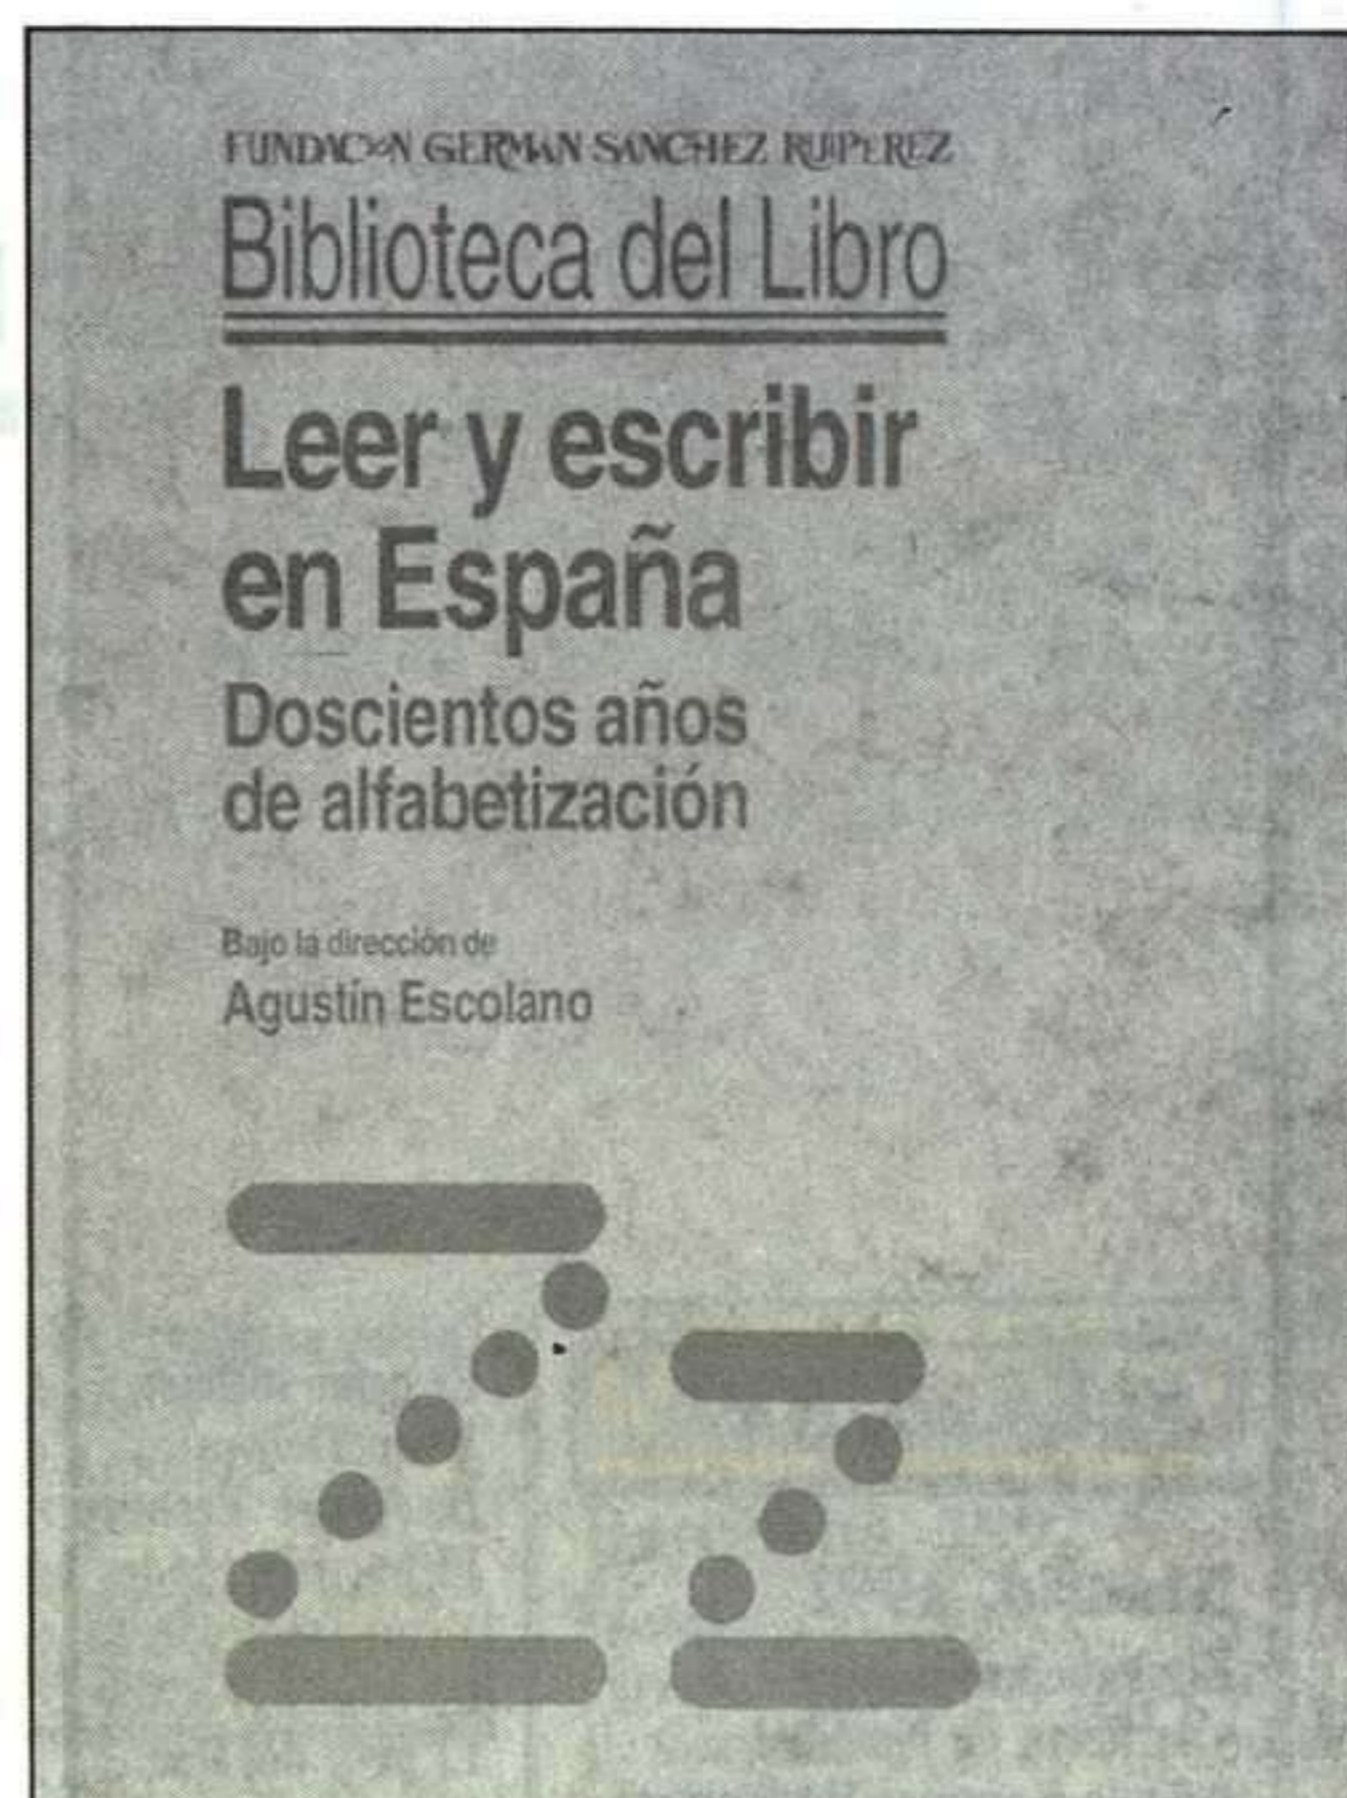 FUNDACION GERMAN SANCHEZ RUIPEREZ
Biblioteca del Libro
Leer y escribir
en España
Doscientos años
de alfabetización
Bajo la dirección de
Agustín Escolano